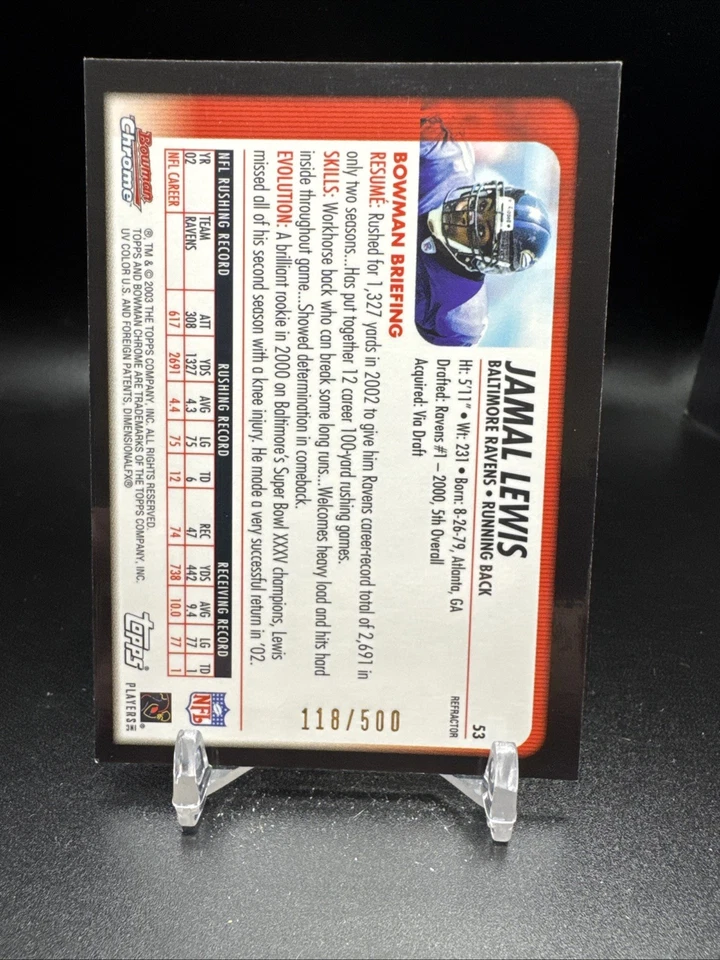 JAMAL LEWIS
BALTIMORE RAVENS • RUNNING BACK
53
Ht: 5'11" • Wt: 231 • Born: 8-26-79, Atlanta, GA
REFRACTOR
Drafted: Ravens #1 – 2000, 5th Overall
Acquired: Via Draft
BOWMAN BRIEFING
RESUMÉ: Rushed for 1,327 yards in 2002 to give him Ravens career-record total of 2,691 in
only two seasons...Has put together 12 career 100-yard rushing games.
SKILLS: Workhorse back who can break some long runs...Welcomes heavy load and hits hard
inside throughout game...Showed determination in comeback.
EVOLUTION: A brilliant rookie in 2000 on Baltimore's Super Bowl XXXV champions, Lewis
missed all of his second season with a knee injury. He made a very successful return in '02.
118/500
NFL RUSHING RECORD RUSHING RECORD RECEIVING RECORD
YR TEAM ATT YDS AVG LG TD REC YDS AVG LG TD
02 RAVENS 308 1327 4.3 75 6 47 442 9.4 77 1
NFL CAREER 617 2691 4.4 75 12 74 738 10.0 77 1
NFL
PLAYERS INC
Bowman
Chrome
®, TM & © 2003 THE TOPPS COMPANY, INC. ALL RIGHTS RESERVED.
TOPPS AND BOWMAN CHROME ARE TRADEMARKS OF THE TOPPS COMPANY, INC.
UV COLOR U.S. AND FOREIGN PATENTS, DIMENSIONALFX®
topps®